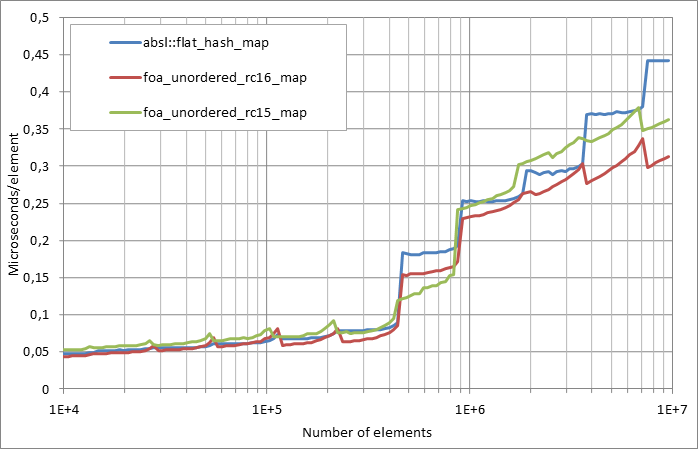 0,5
0,45
0,4
0,35
0,3
0,25
0,2
0,15
0,1
0,05
0
Microseconds/element
absl::flat_hash_map
foa_unordered_rc16_map
foa_unordered_rc15_map
1E+4 1E+5 1E+6 1E+7
Number of elements